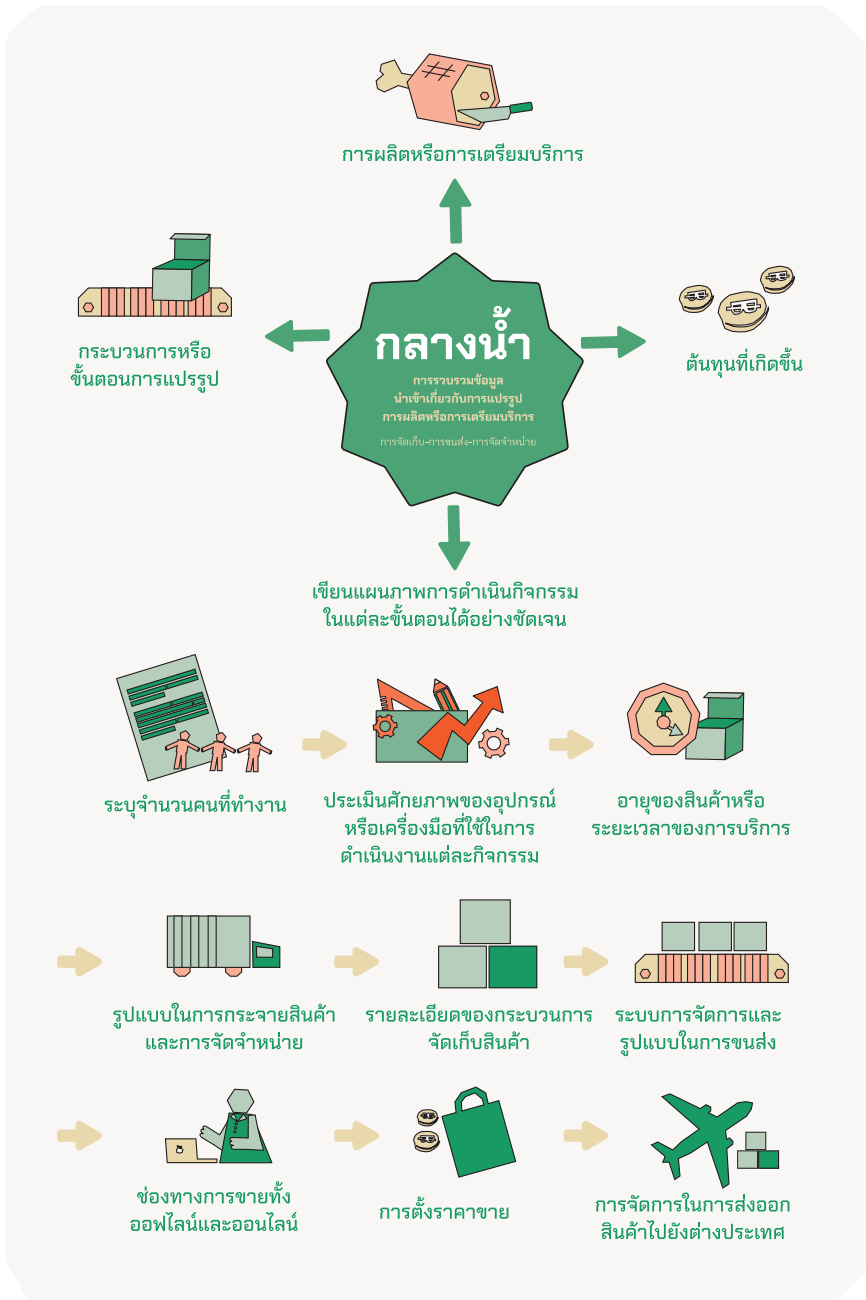 การผลิตหรือการเตรียมบริการ
กระบวนการหรือ
ขั้นตอนการแปรรูป
กลางน้ำ
การรวบรวมข้อมูล
นำเข้าเกี่ยวกับการแปรรูป
การผลิตหรือการเตรียมบริการ
การจัดเก็บ-การขนส่ง-การจัดจำหน่าย
ต้นทุนที่เกิดขึ้น
เขียนแผนภาพการดำเนินกิจกรรม
ในแต่ละขั้นตอนได้อย่างชัดเจน
ระบุจำนวนคนที่ทำงาน
ประเมินศักยภาพของอุปกรณ์
หรือเครื่องมือที่ใช้ในการ
ดำเนินงานแต่ละกิจกรรม
อายุของสินค้าหรือ
ระยะเวลาของการบริการ
รูปแบบในการกระจายสินค้า
และการจัดจำหน่าย
รายละเอียดของกระบวนการ
จัดเก็บสินค้า
ระบบการจัดการและ
รูปแบบในการขนส่ง
ช่องทางการขายทั้ง
ออฟไลน์และออนไลน์
การตั้งราคาขาย
การจัดการในการส่งออก
สินค้าไปยังต่างประเทศ